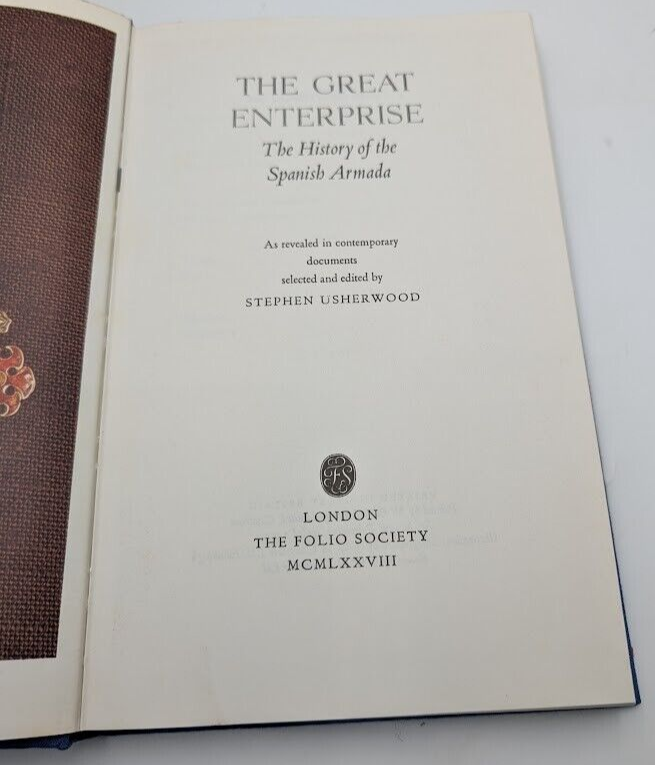 THE GREAT
ENTERPRISE
The History of the
Spanish Armada
As revealed in contemporary
documents
selected and edited by
STEPHEN USHERWOOD
FS
LONDON
THE FOLIO SOCIETY
MCMLXXVIII